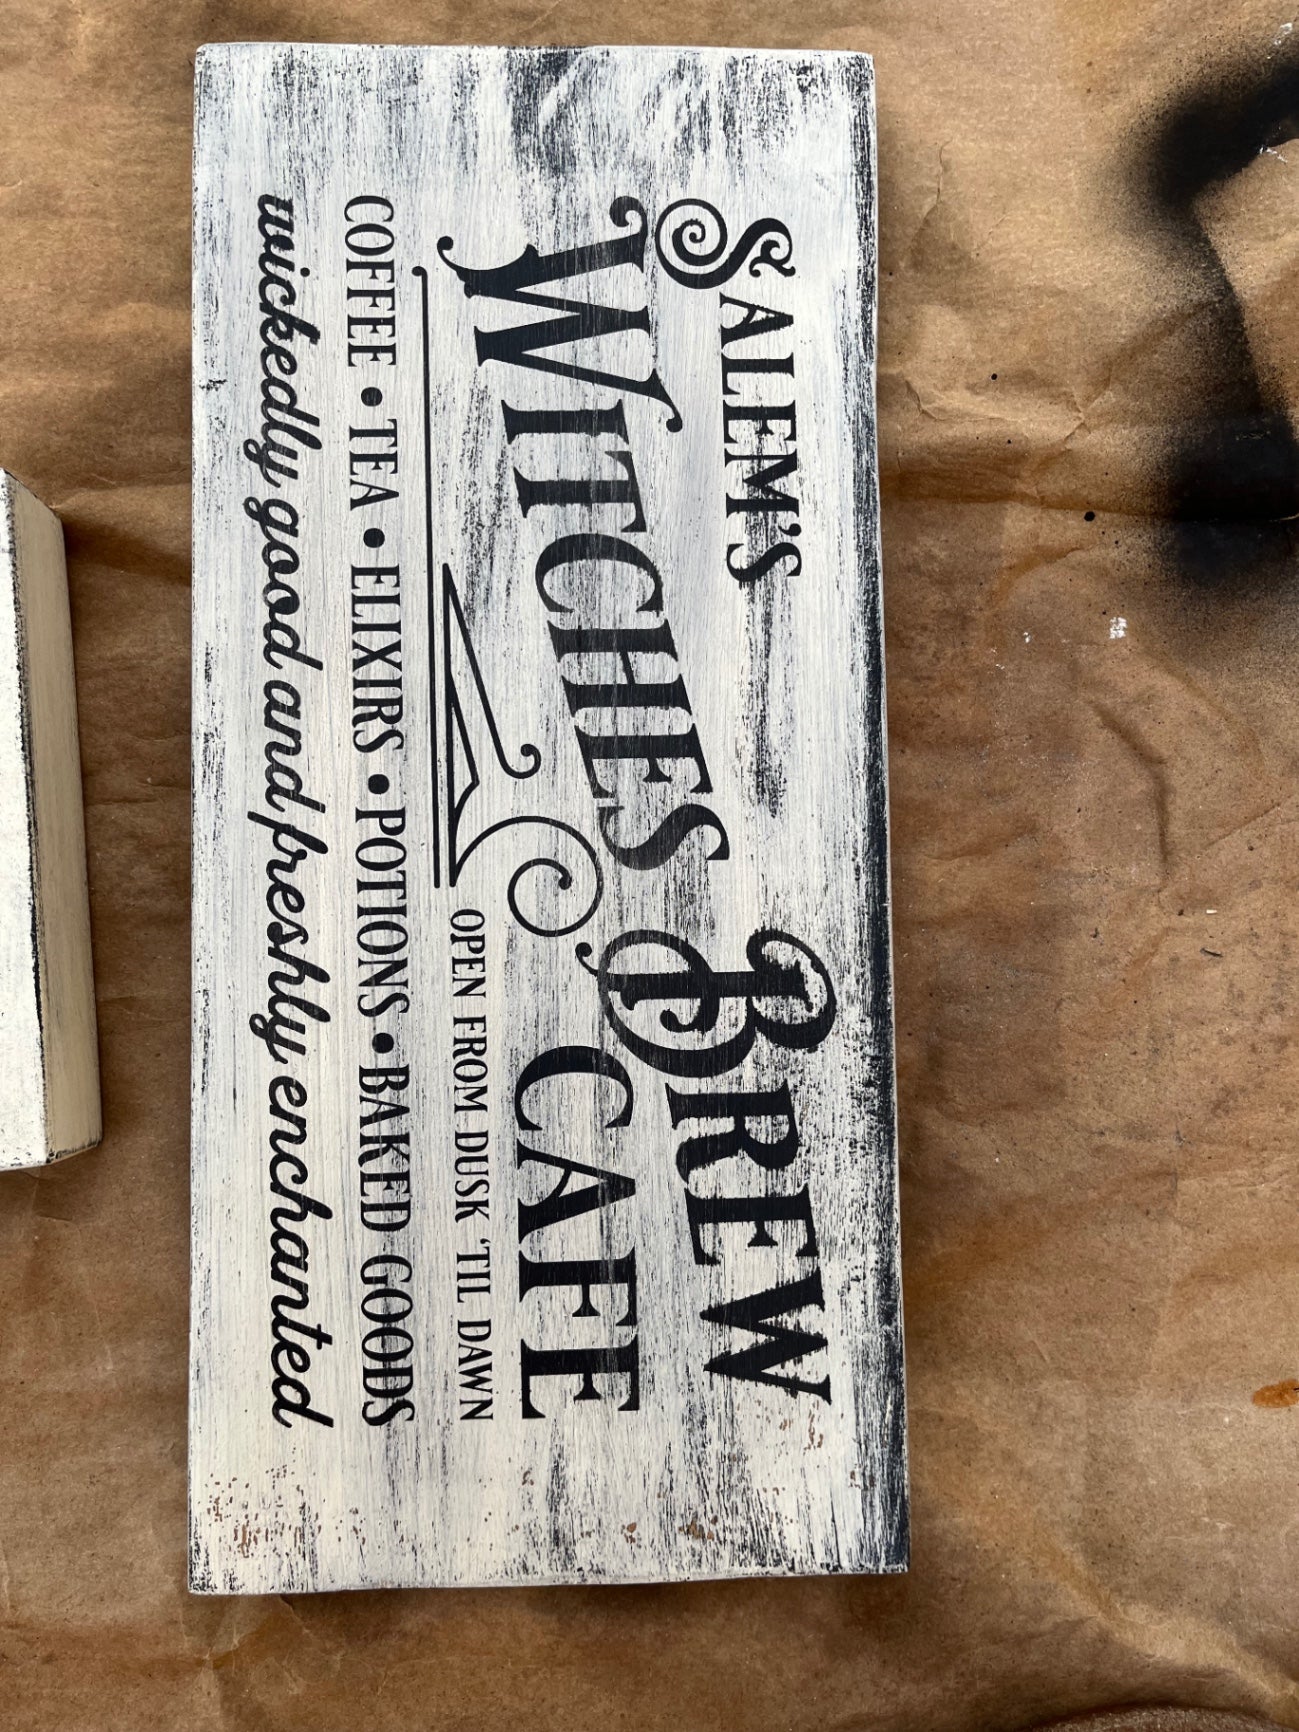 SALEM'S
WITCHES BREW
CAFE
OPEN FROM DUSK 'TIL DAWN
COFFEE • TEA • ELIXIRS • POTIONS • BAKED GOODS
wickedly good and freshly enchanted